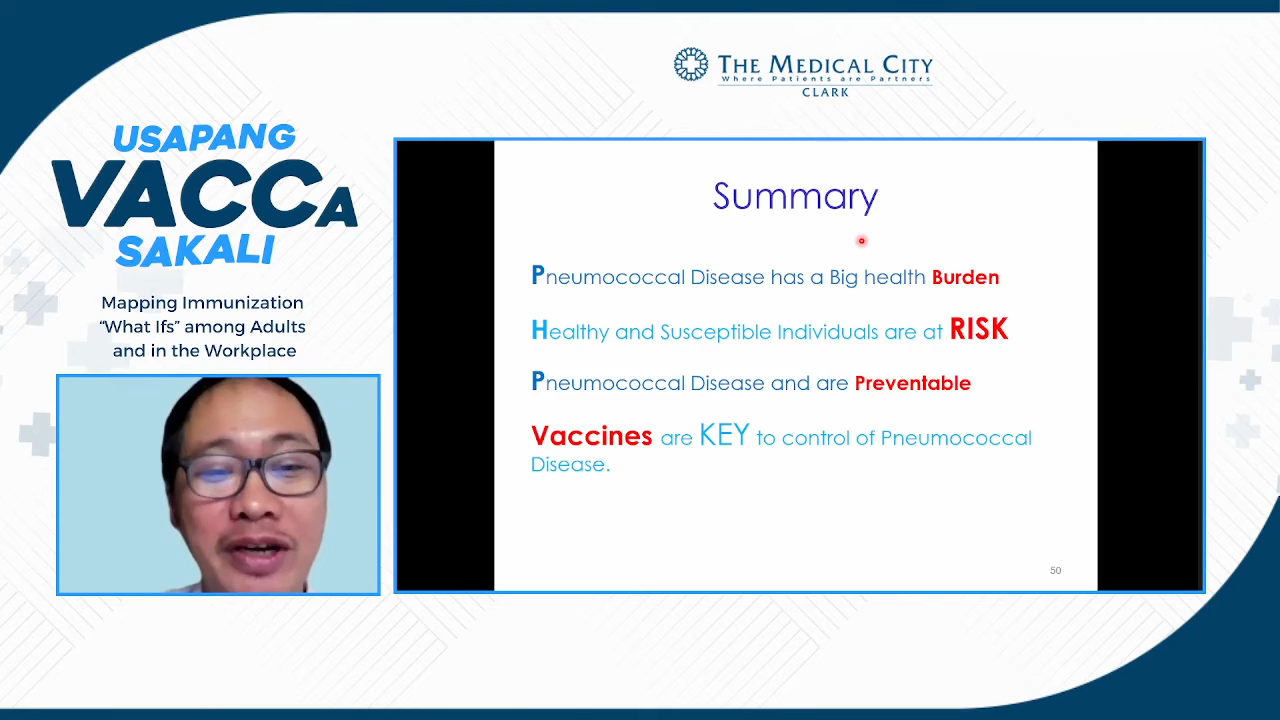 THE MEDICAL CITY
Where Patients are Partners
CLARK
USAPANG
VACCA
SAKALI
Mapping Immunization
“What Ifs” among Adults
and in the Workplace
Summary
Pneumococcal Disease has a Big health Burden
Healthy and Susceptible Individuals are at RISK
Pneumococcal Disease and are Preventable
Vaccines are KEY to control of Pneumococcal
Disease.
50